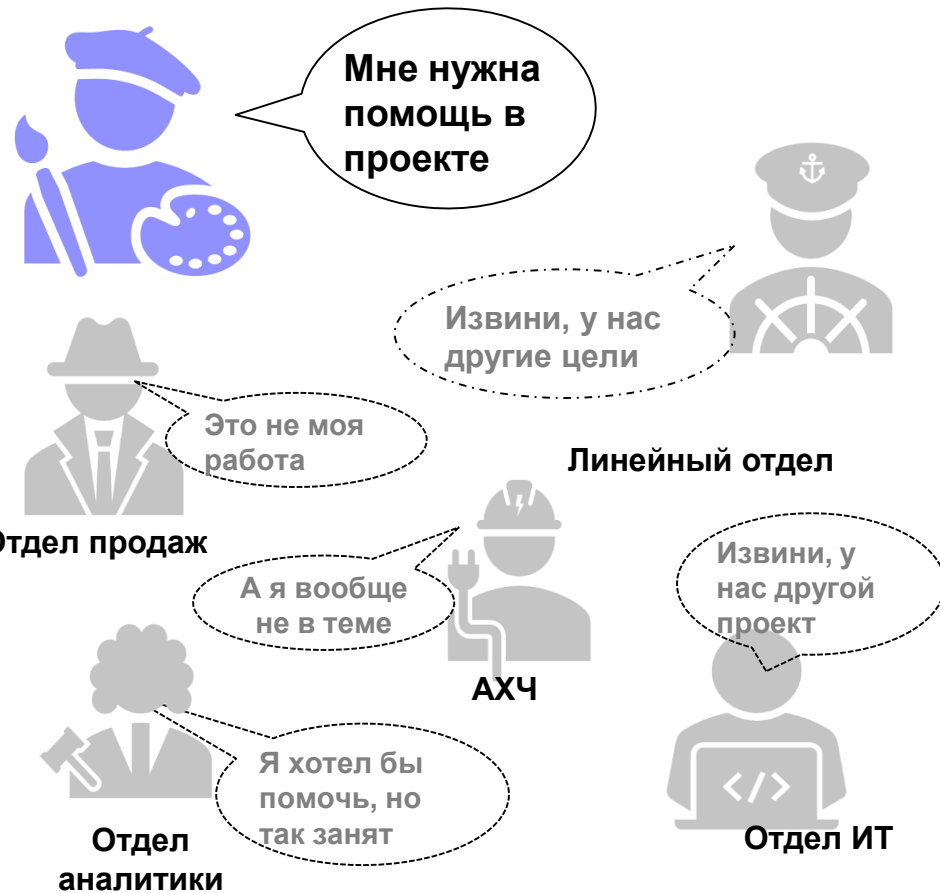 Мне нужна
помощь в
проекте
Извини, у нас
другие цели
Это не моя
работа
Линейный отдел
Отдел продаж
Извини, у
нас другой
проект
А я вообще
не в теме
АХЧ
Я хотел бы
помочь, но
так занят
</>
Отдел ИТ
Отдел
аналитики